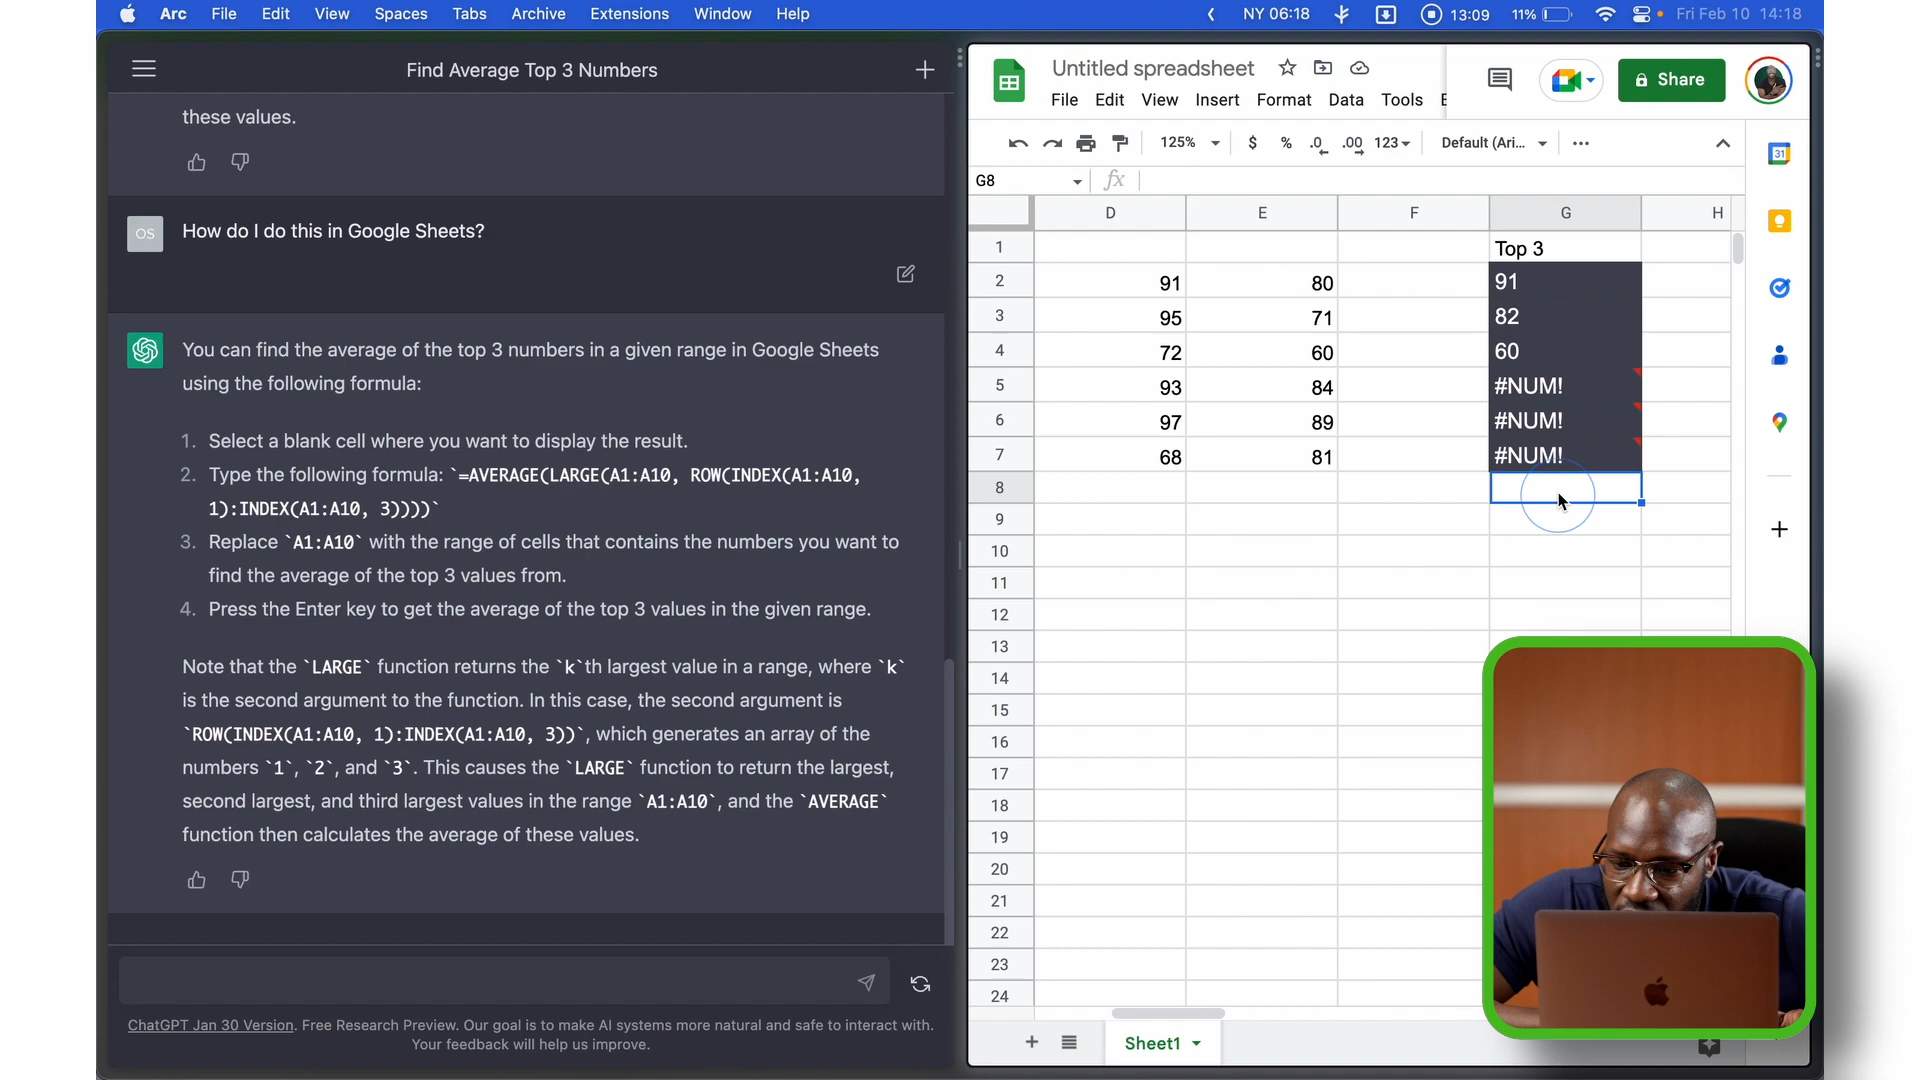 Arc File Edit View Spaces Tabs Archive Extensions Window Help
NY 06:18 13:09 11% Fri Feb 10 14:18
Find Average Top 3 Numbers
these values.
OS
How do I do this in Google Sheets?
You can find the average of the top 3 numbers in a given range in Google Sheets
using the following formula:
1. Select a blank cell where you want to display the result.
2. Type the following formula: `=AVERAGE(LARGE(A1:A10, ROW(INDEX(A1:A10,
1):INDEX(A1:A10, 3))))`
3. Replace `A1:A10` with the range of cells that contains the numbers you want to
find the average of the top 3 values from.
4. Press the Enter key to get the average of the top 3 values in the given range.
Note that the `LARGE` function returns the `k`th largest value in a range, where `k`
is the second argument to the function. In this case, the second argument is
`ROW(INDEX(A1:A10, 1):INDEX(A1:A10, 3))`, which generates an array of the
numbers `1`, `2`, and `3`. This causes the `LARGE` function to return the largest,
second largest, and third largest values in the range `A1:A10`, and the `AVERAGE`
function then calculates the average of these values.
ChatGPT Jan 30 Version. Free Research Preview. Our goal is to make AI systems more natural and safe to interact with.
Your feedback will help us improve.
Untitled spreadsheet
Share
File Edit View Insert Format Data Tools
125% $ % .0 .00 123 Default (Ari...
31
G8 fx
D E F G H
1 Top 3
2 91 80 91
3 95 71 82
4 72 60 60
5 93 84 #NUM!
6 97 89 #NUM!
7 68 81 #NUM!
8
9
10
11
12
13
14
15
16
17
18
19
20
21
22
23
24
Sheet1